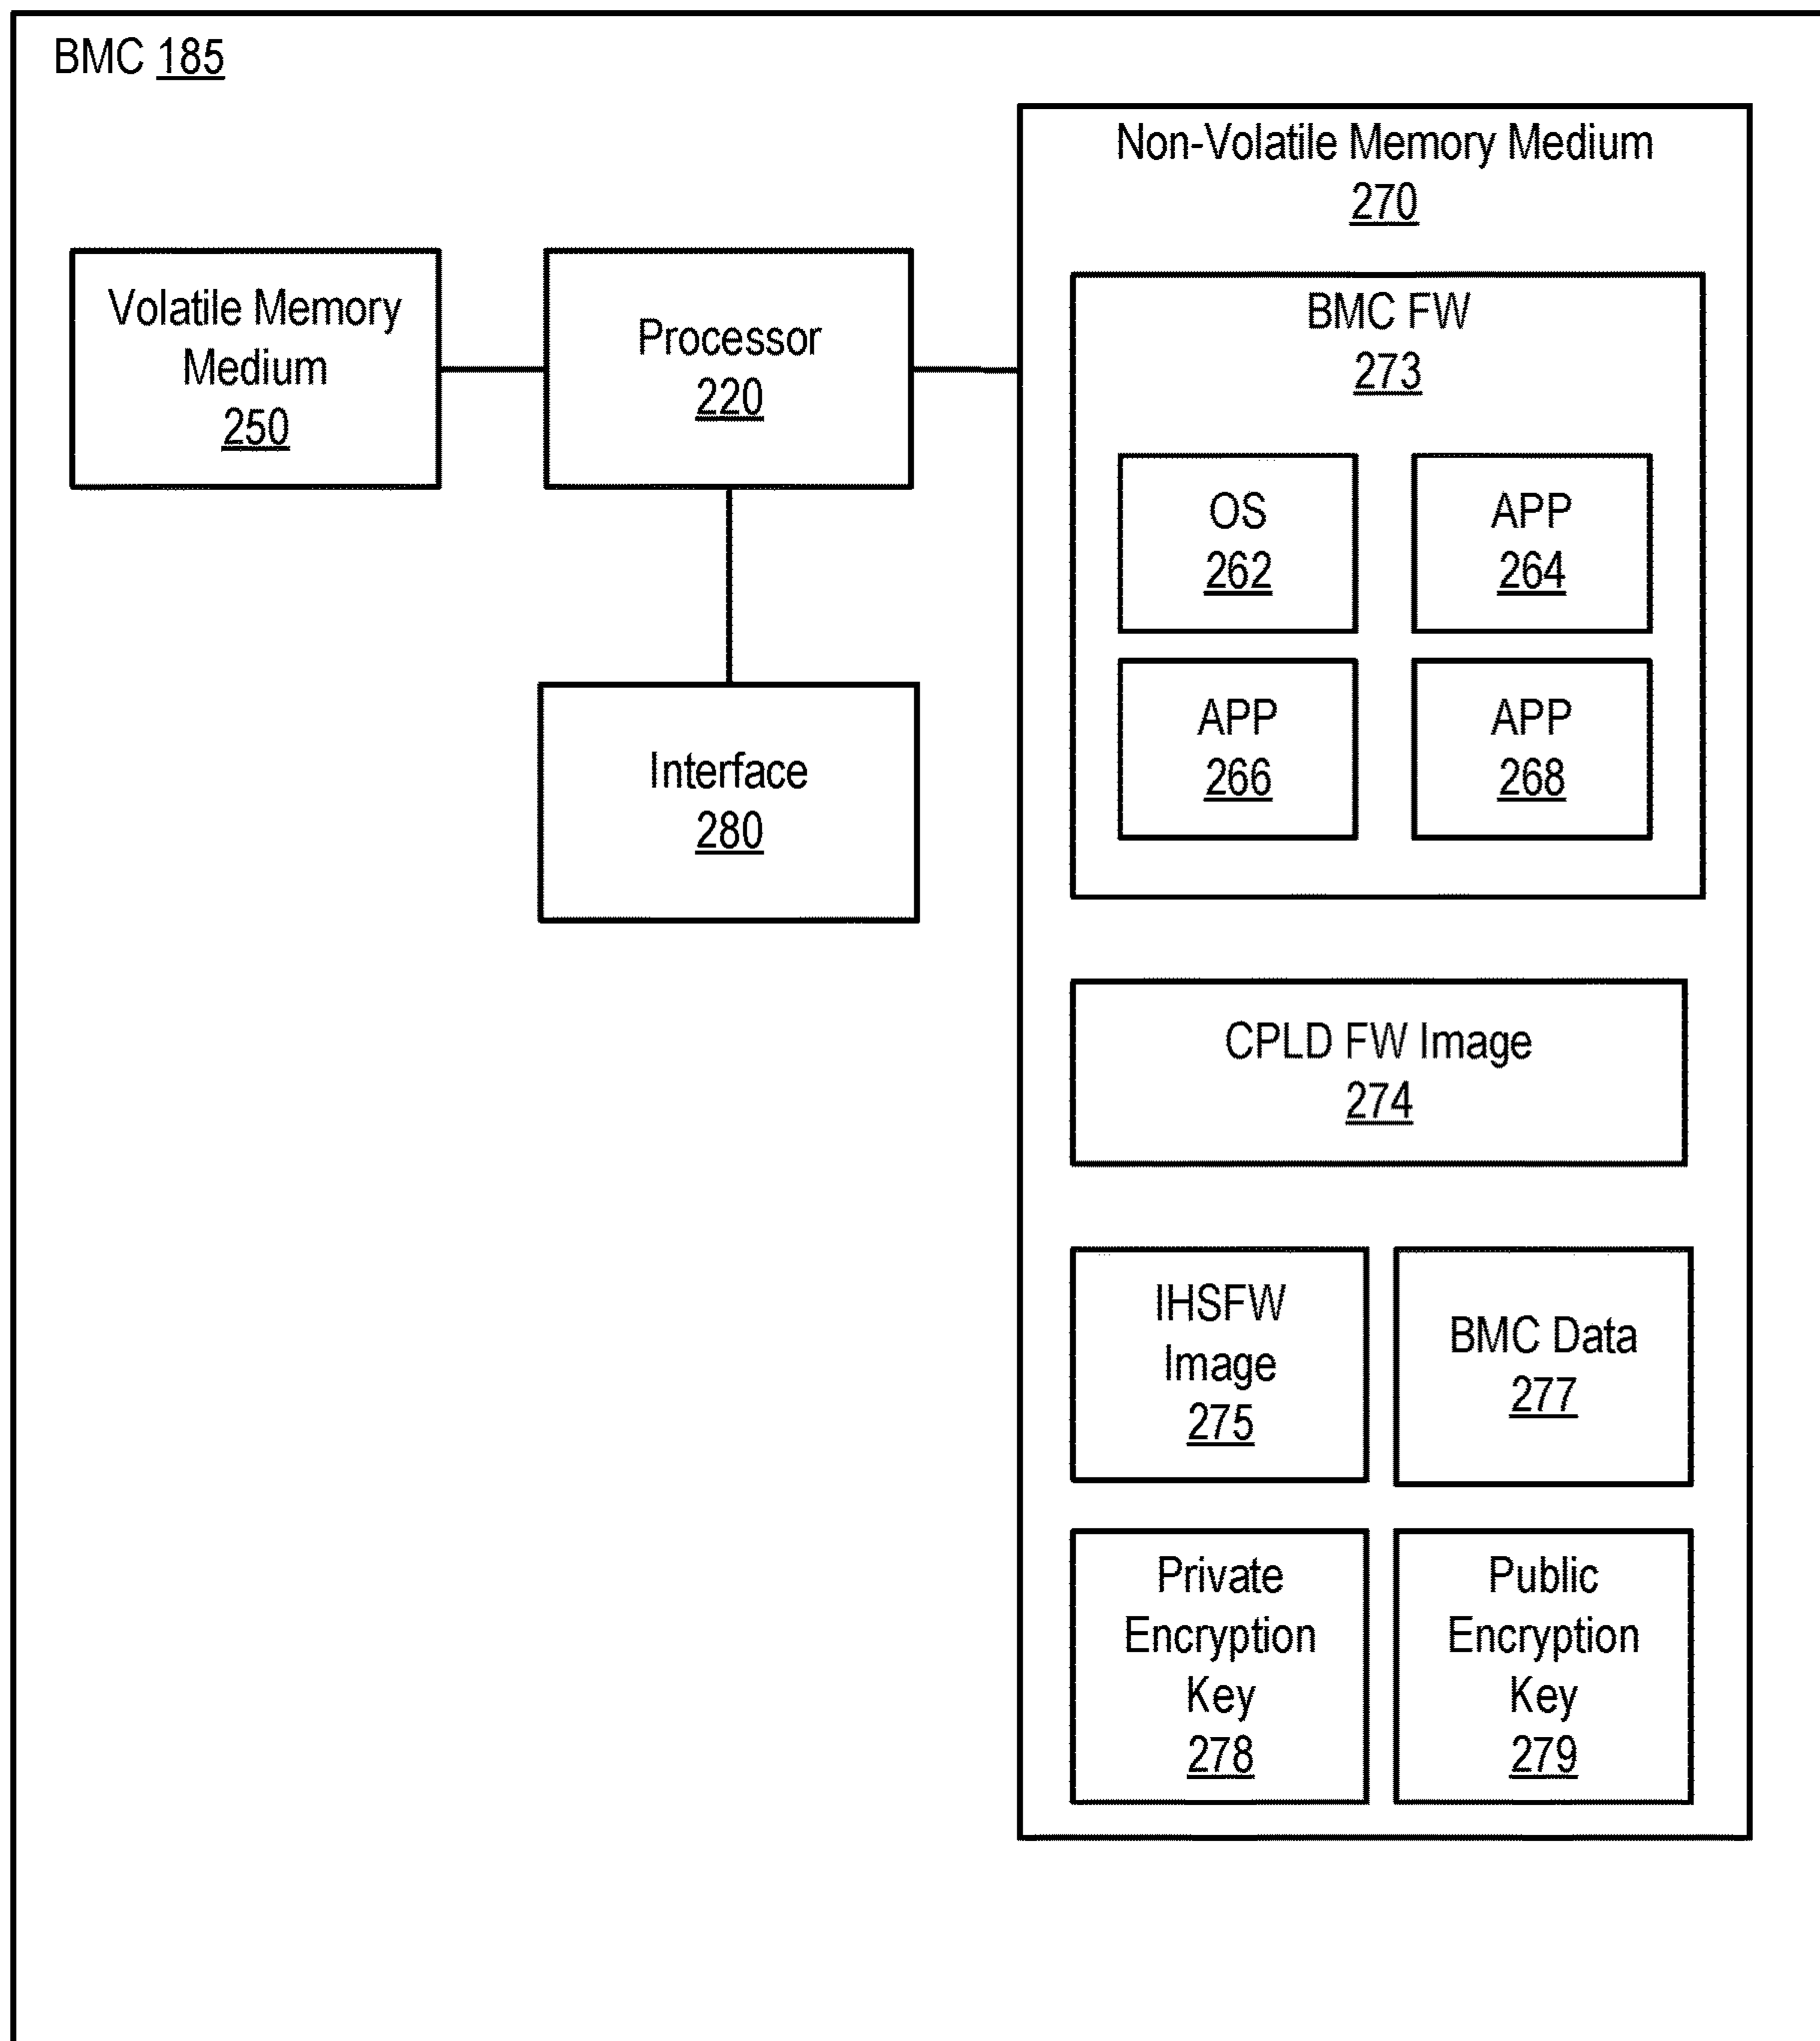 BMC 185
Non-Volatile Memory Medium
270
Volatile Memory
Medium
250
Processor
220
Interface
280
BMC FW
273
OS
262
APP
264
APP
266
APP
268
CPLD FW Image
274
IHSFW
Image
275
BMC Data
277
Private
Encryption
Key
278
Public
Encryption
Key
279